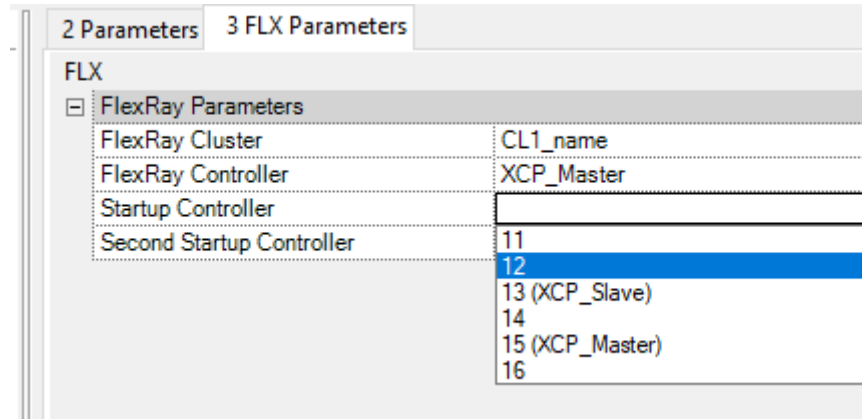 2 Parameters 3 FLX Parameters
FLX
FlexRay Parameters
FlexRay Cluster CL1_name
FlexRay Controller XCP_Master
Startup Controller
Second Startup Controller 11
12
13 (XCP_Slave)
14
15 (XCP_Master)
16